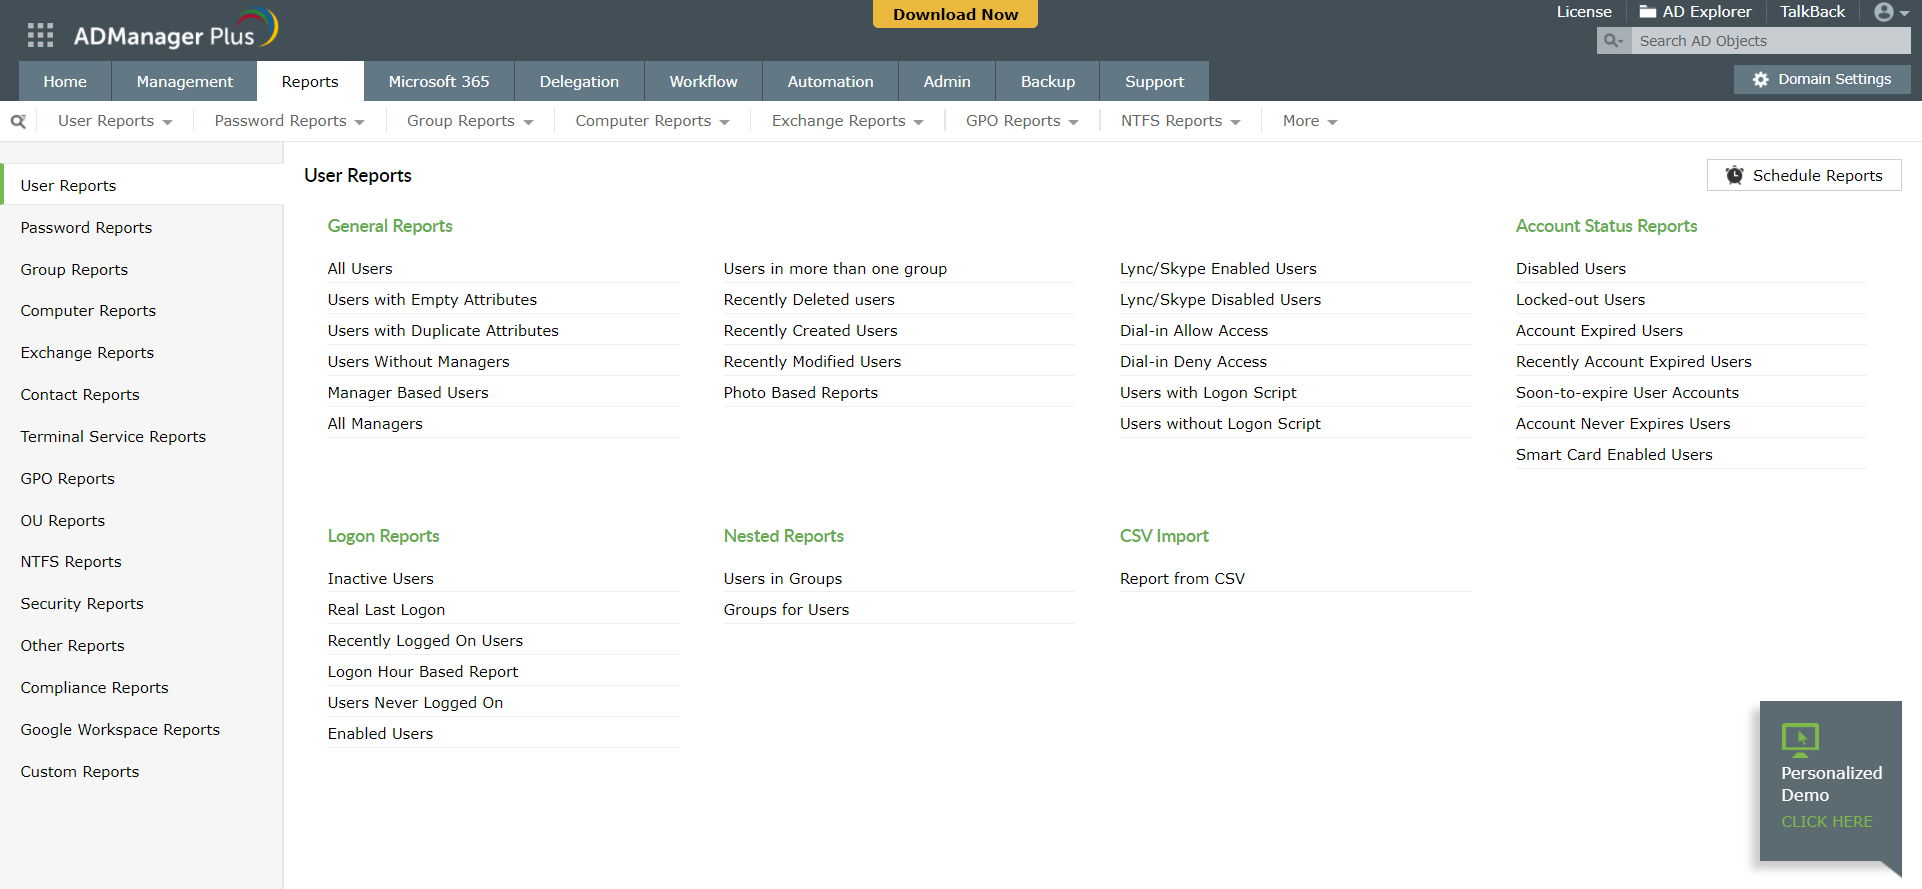 Download Now
License
AD Explorer
TalkBack
ADManager Plus
Search AD Objects
Home
Management
Reports
Microsoft 365
Delegation
Workflow
Automation
Admin
Backup
Support
Domain Settings
User Reports
Password Reports
Group Reports
Computer Reports
Exchange Reports
GPO Reports
NTFS Reports
More
User Reports
Password Reports
Group Reports
Computer Reports
Exchange Reports
Contact Reports
Terminal Service Reports
GPO Reports
OU Reports
NTFS Reports
Security Reports
Other Reports
Compliance Reports
Google Workspace Reports
Custom Reports
User Reports
Schedule Reports
General Reports
All Users
Users with Empty Attributes
Users with Duplicate Attributes
Users Without Managers
Manager Based Users
All Managers
Users in more than one group
Recently Deleted users
Recently Created Users
Recently Modified Users
Photo Based Reports
Lync/Skype Enabled Users
Lync/Skype Disabled Users
Dial-in Allow Access
Dial-in Deny Access
Users with Logon Script
Users without Logon Script
Account Status Reports
Disabled Users
Locked-out Users
Account Expired Users
Recently Account Expired Users
Soon-to-expire User Accounts
Account Never Expires Users
Smart Card Enabled Users
Logon Reports
Inactive Users
Real Last Logon
Recently Logged On Users
Logon Hour Based Report
Users Never Logged On
Enabled Users
Nested Reports
Users in Groups
Groups for Users
CSV Import
Report from CSV
Personalized
Demo
CLICK HERE